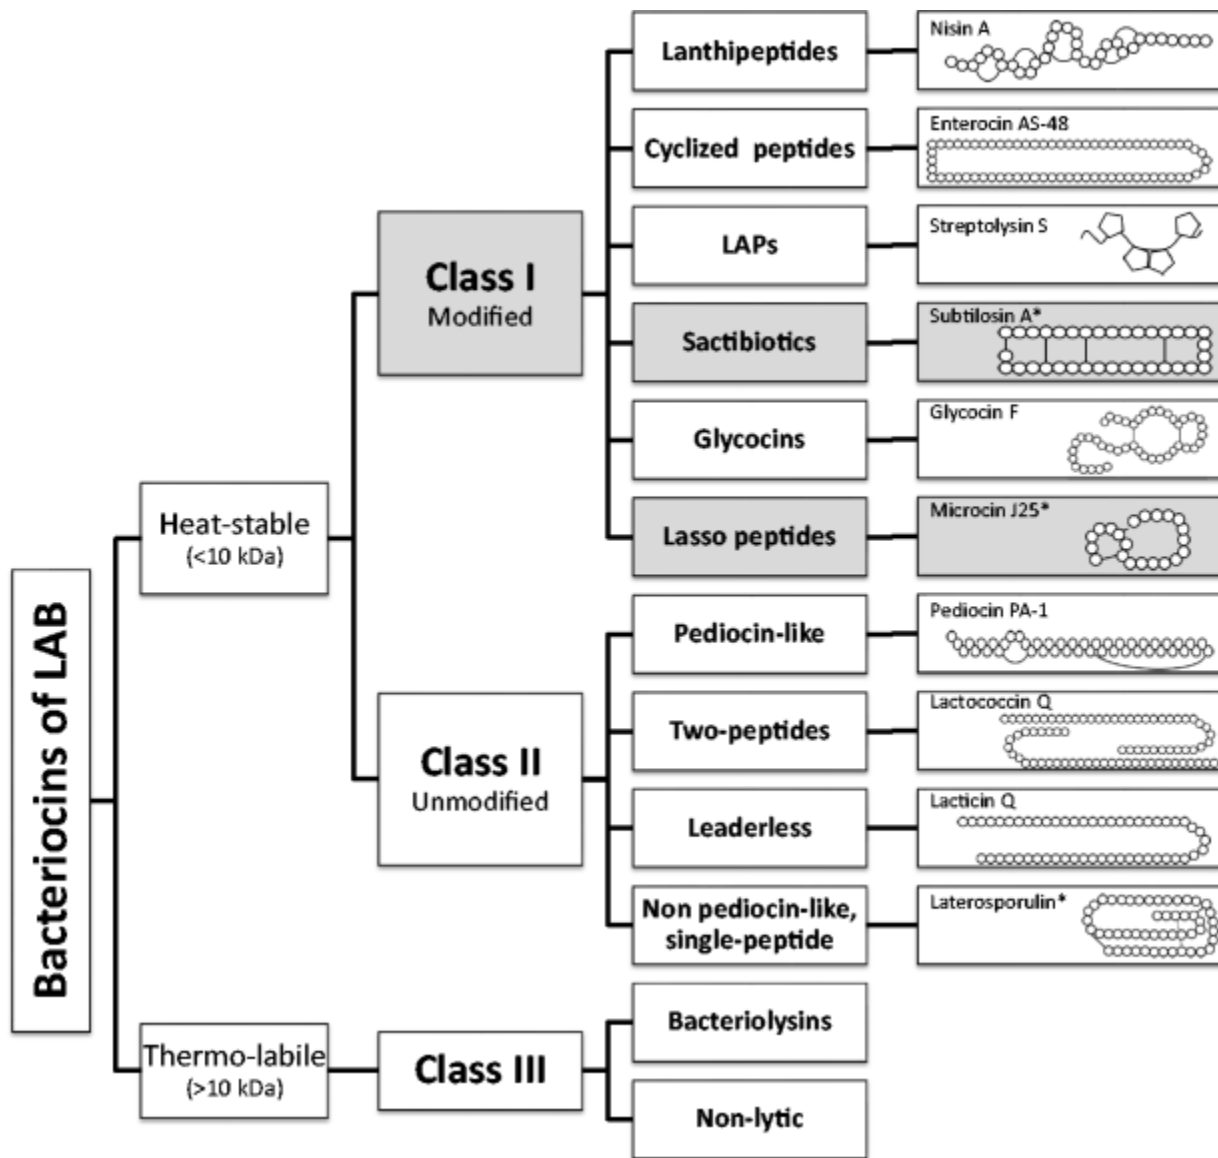 Bacteriocins of LAB
Heat-stable
(<10 kDa)
Thermo-labile
(>10 kDa)
Class I
Modified
Class II
Unmodified
Class III
Lanthipeptides
Nisin A
Cyclized peptides
Enterocin AS-48
LAPs
Streptolysin S
Sactibiotics
Subtilosin A*
Glycocins
Glycocin F
Lasso peptides
Microcin J25*
Pediocin-like
Pediocin PA-1
Two-peptides
Lactococcin Q
Leaderless
Lacticin Q
Non pediocin-like,
single-peptide
Laterosporulin*
Bacteriolysins
Non-lytic